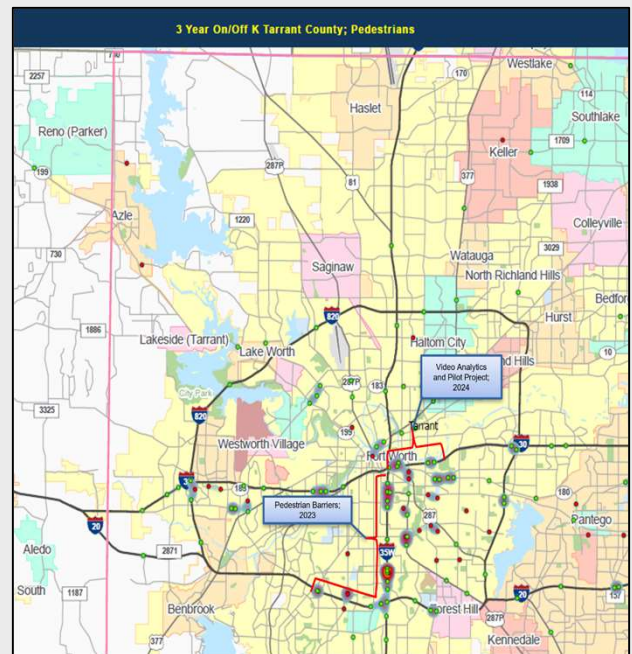 3 Year On/Off K Tarrant County; Pedestrians
Westlake
170
2257
114
Haslet
Southlake
Reno (Parker)
Keller
1709
199
287P
377
81
1938
Azle
1220
Colleyville
Watauga
730
3029
Saginaw
North Richland Hills
820
Bedfor
1886
Hurst
Lakeside (Tarrant)
Lake Worth
Haltom City
10
nd Hills
Video Analytics
and Pilot Project;
2024
City Park
287P
183
3325
820
199
Tarrant
Westworth Village
Fort Worth
30
183
180
Pedestrian Barriers;
2023
287
Pantego
20
2871
35W
Aledo
South
1187
Benbrook
Forest Hill
20
157
287P
377
Kennedale